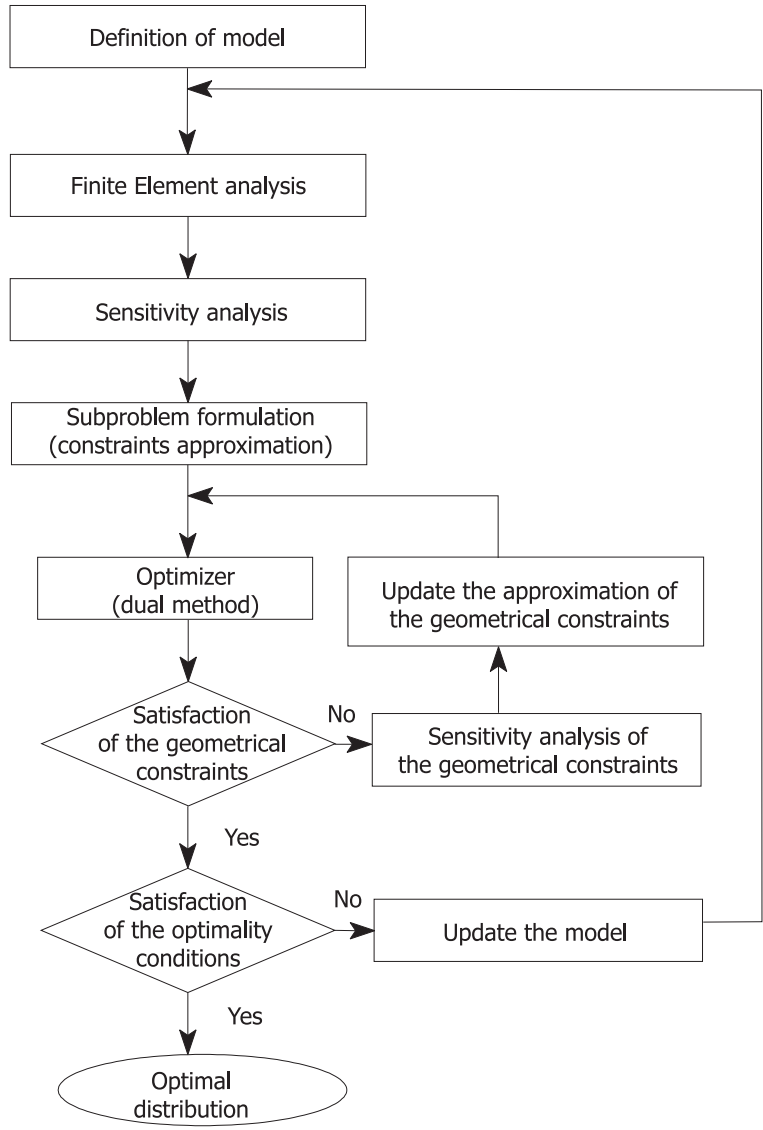 Definition of model
Finite Element analysis
Sensitivity analysis
Subproblem formulation
(constraints approximation)
Optimizer
(dual method)
Update the approximation of
the geometrical constraints
Satisfaction
of the geometrical
constraints
No
Sensitivity analysis of
the geometrical constraints
Yes
Satisfaction
of the optimality
conditions
No
Update the model
Yes
Optimal
distribution